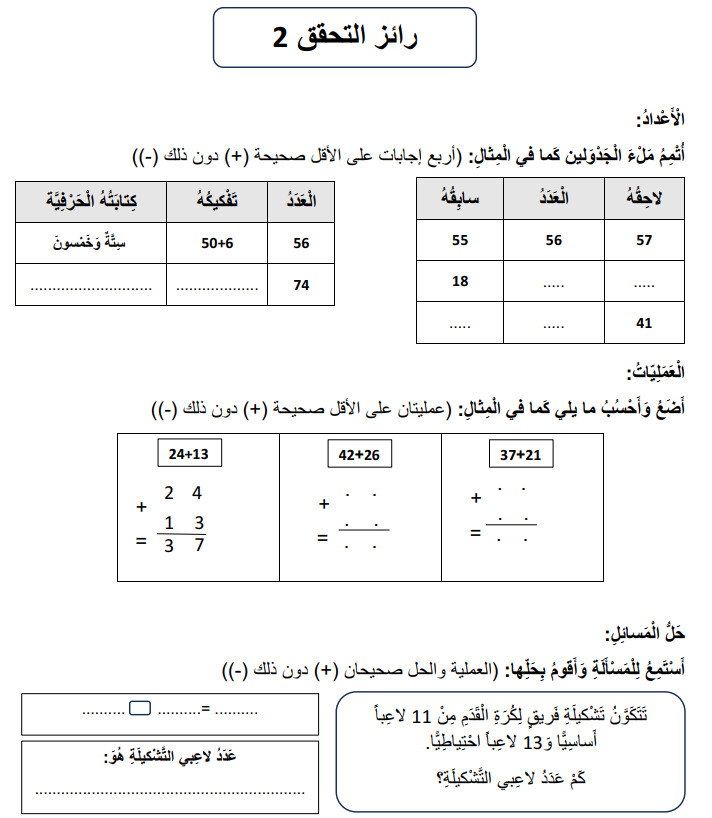 رائز التحقق 2
الْأَعْدادُ:
أُتْمِمُ مَلْءَ الْجَدْوَلين كَما في الْمِثالِ: (أربع إجابات على الأقل صحيحة (+) دون ذلك (-))
لاحِقُهُ الْعَدَدُ سابِقُهُ
57 56 55
..... ..... 18
41 ..... .....
الْعَدَدُ تَفْكيكُهُ كِتابَتُهُ الْحَرْفِيَّة
56 50+6 سِتَّةٌ وَخَمْسونَ
74 ................... ............................
الْعَمَلِيّاتُ:
أَضَعُ وَأَحْسُبُ ما يلي كَما في الْمِثالِ: (عمليتان على الأقل صحيحة (+) دون ذلك (-))
24+13
2 4
+
1 3
= 3 7
42+26
. .
+
. .
= . .
37+21
. .
+
. .
= . .
حَلُّ الْمَسائِلِ:
أَسْتَمِعُ لِلْمَسْأَلَةِ وَأَقومُ بِحَلِّها: (العملية والحل صحيحان (+) دون ذلك (-))
تَتَكَوَّنُ تَشْكيلَةِ فَريقٍ لِكُرَةِ الْقَدَمِ مِنْ 11 لاعِباً
أَساسِيًّا وَ13 لاعِباً احْتِياطِيًّا.
كَمْ عَدَدُ لاعِبي التَّشْكيلَةِ؟
.......... ..........=..........
عَدَدُ لاعِبي التَّشْكيلَةِ هُوَ:
.............................................................